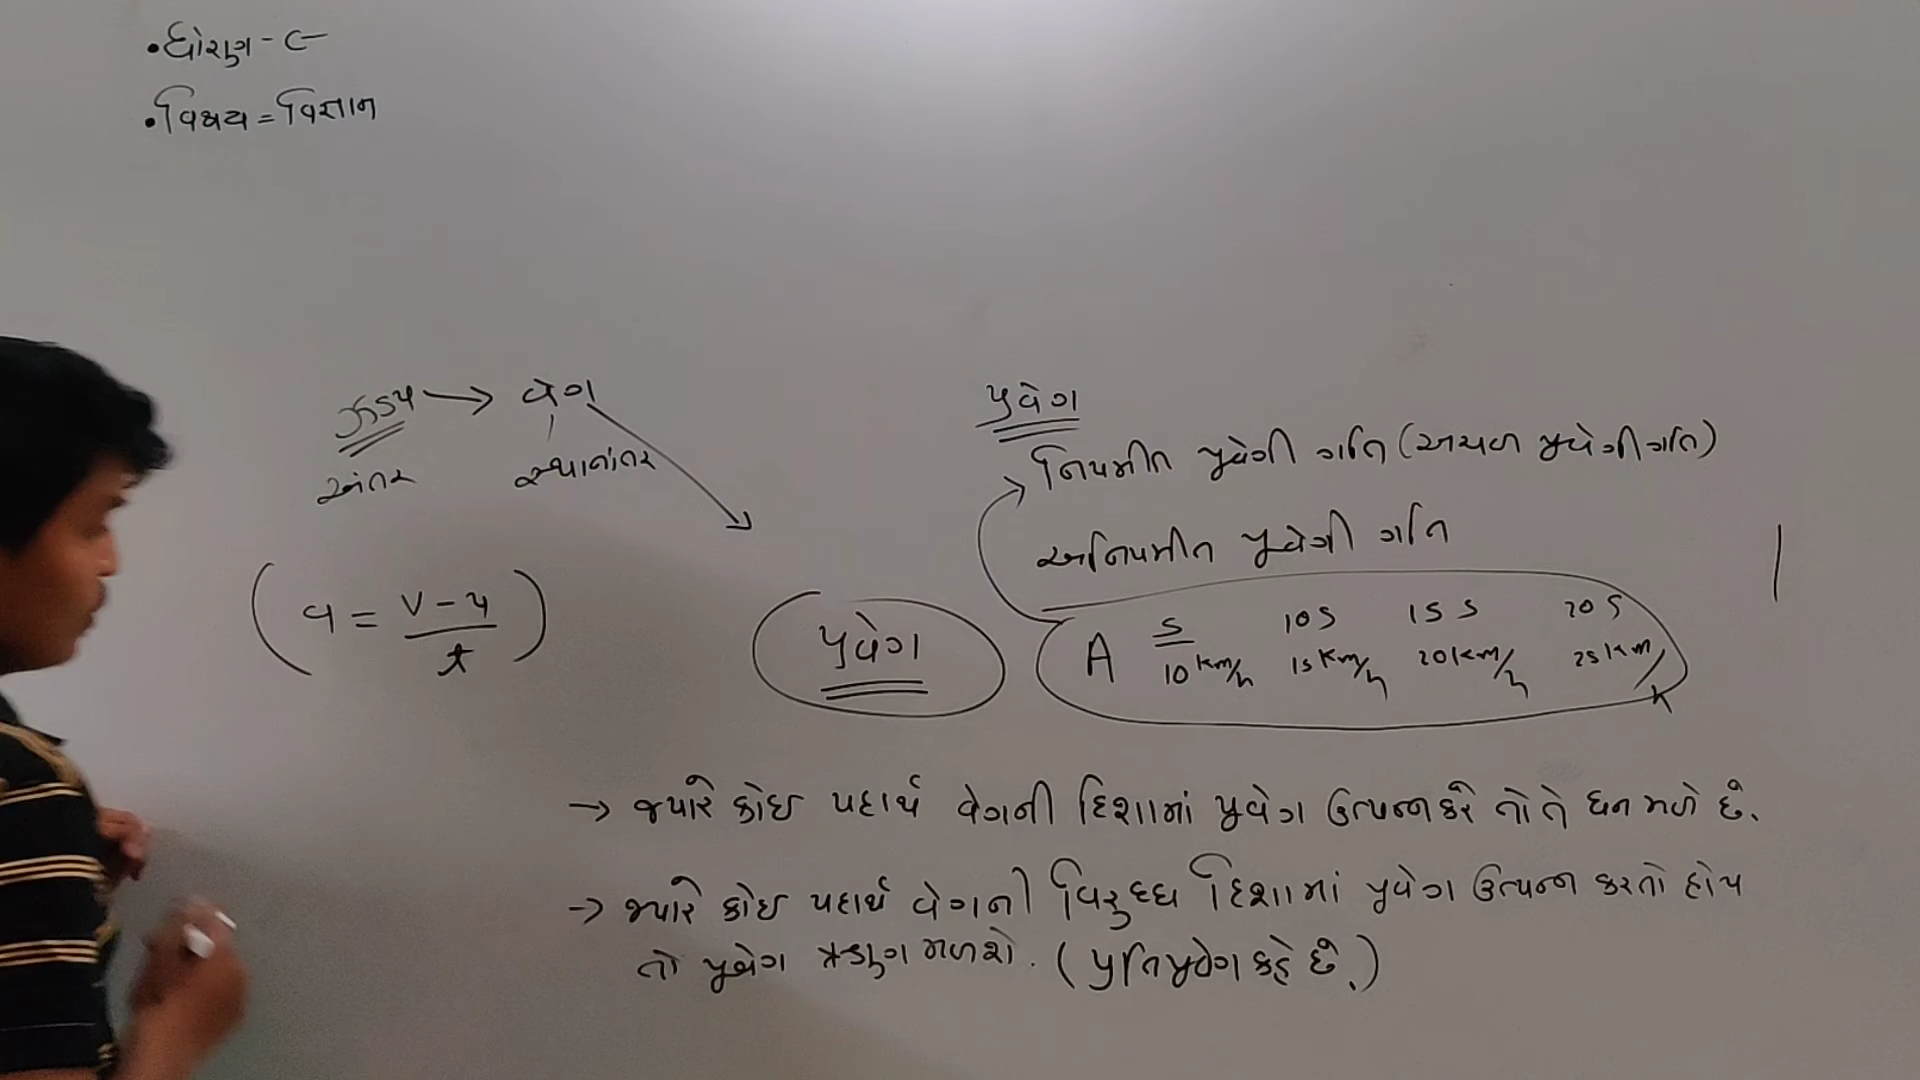 • ધોરણ - ૯
• વિષય = વિજ્ઞાન
ઝડપ → વેગ
અંતર સ્થાનાંતર
(a = v - u / t)
પ્રવેગ
પ્રવેગ
નિયમીત પ્રવેગી ગતિ (અચળ પ્રવેગી ગતિ)
અનિયમીત પ્રવેગી ગતિ
5 10 S 15 S 20 S
A 10 km/h 15 km/h 20 km/h 25 km/h
→ જ્યારે કોઈ પદાર્થ વેગની દિશામાં પ્રવેગ ઉત્પન્ન કરે તો તે ધન મળે છે.
→ જ્યારે કોઈ પદાર્થ વેગની વિરુદ્ધ દિશામાં પ્રવેગ ઉત્પન્ન કરતો હોય
તો પ્રવેગ ઋણ મળશે. (પ્રતિપ્રવેગ કહે છે.)